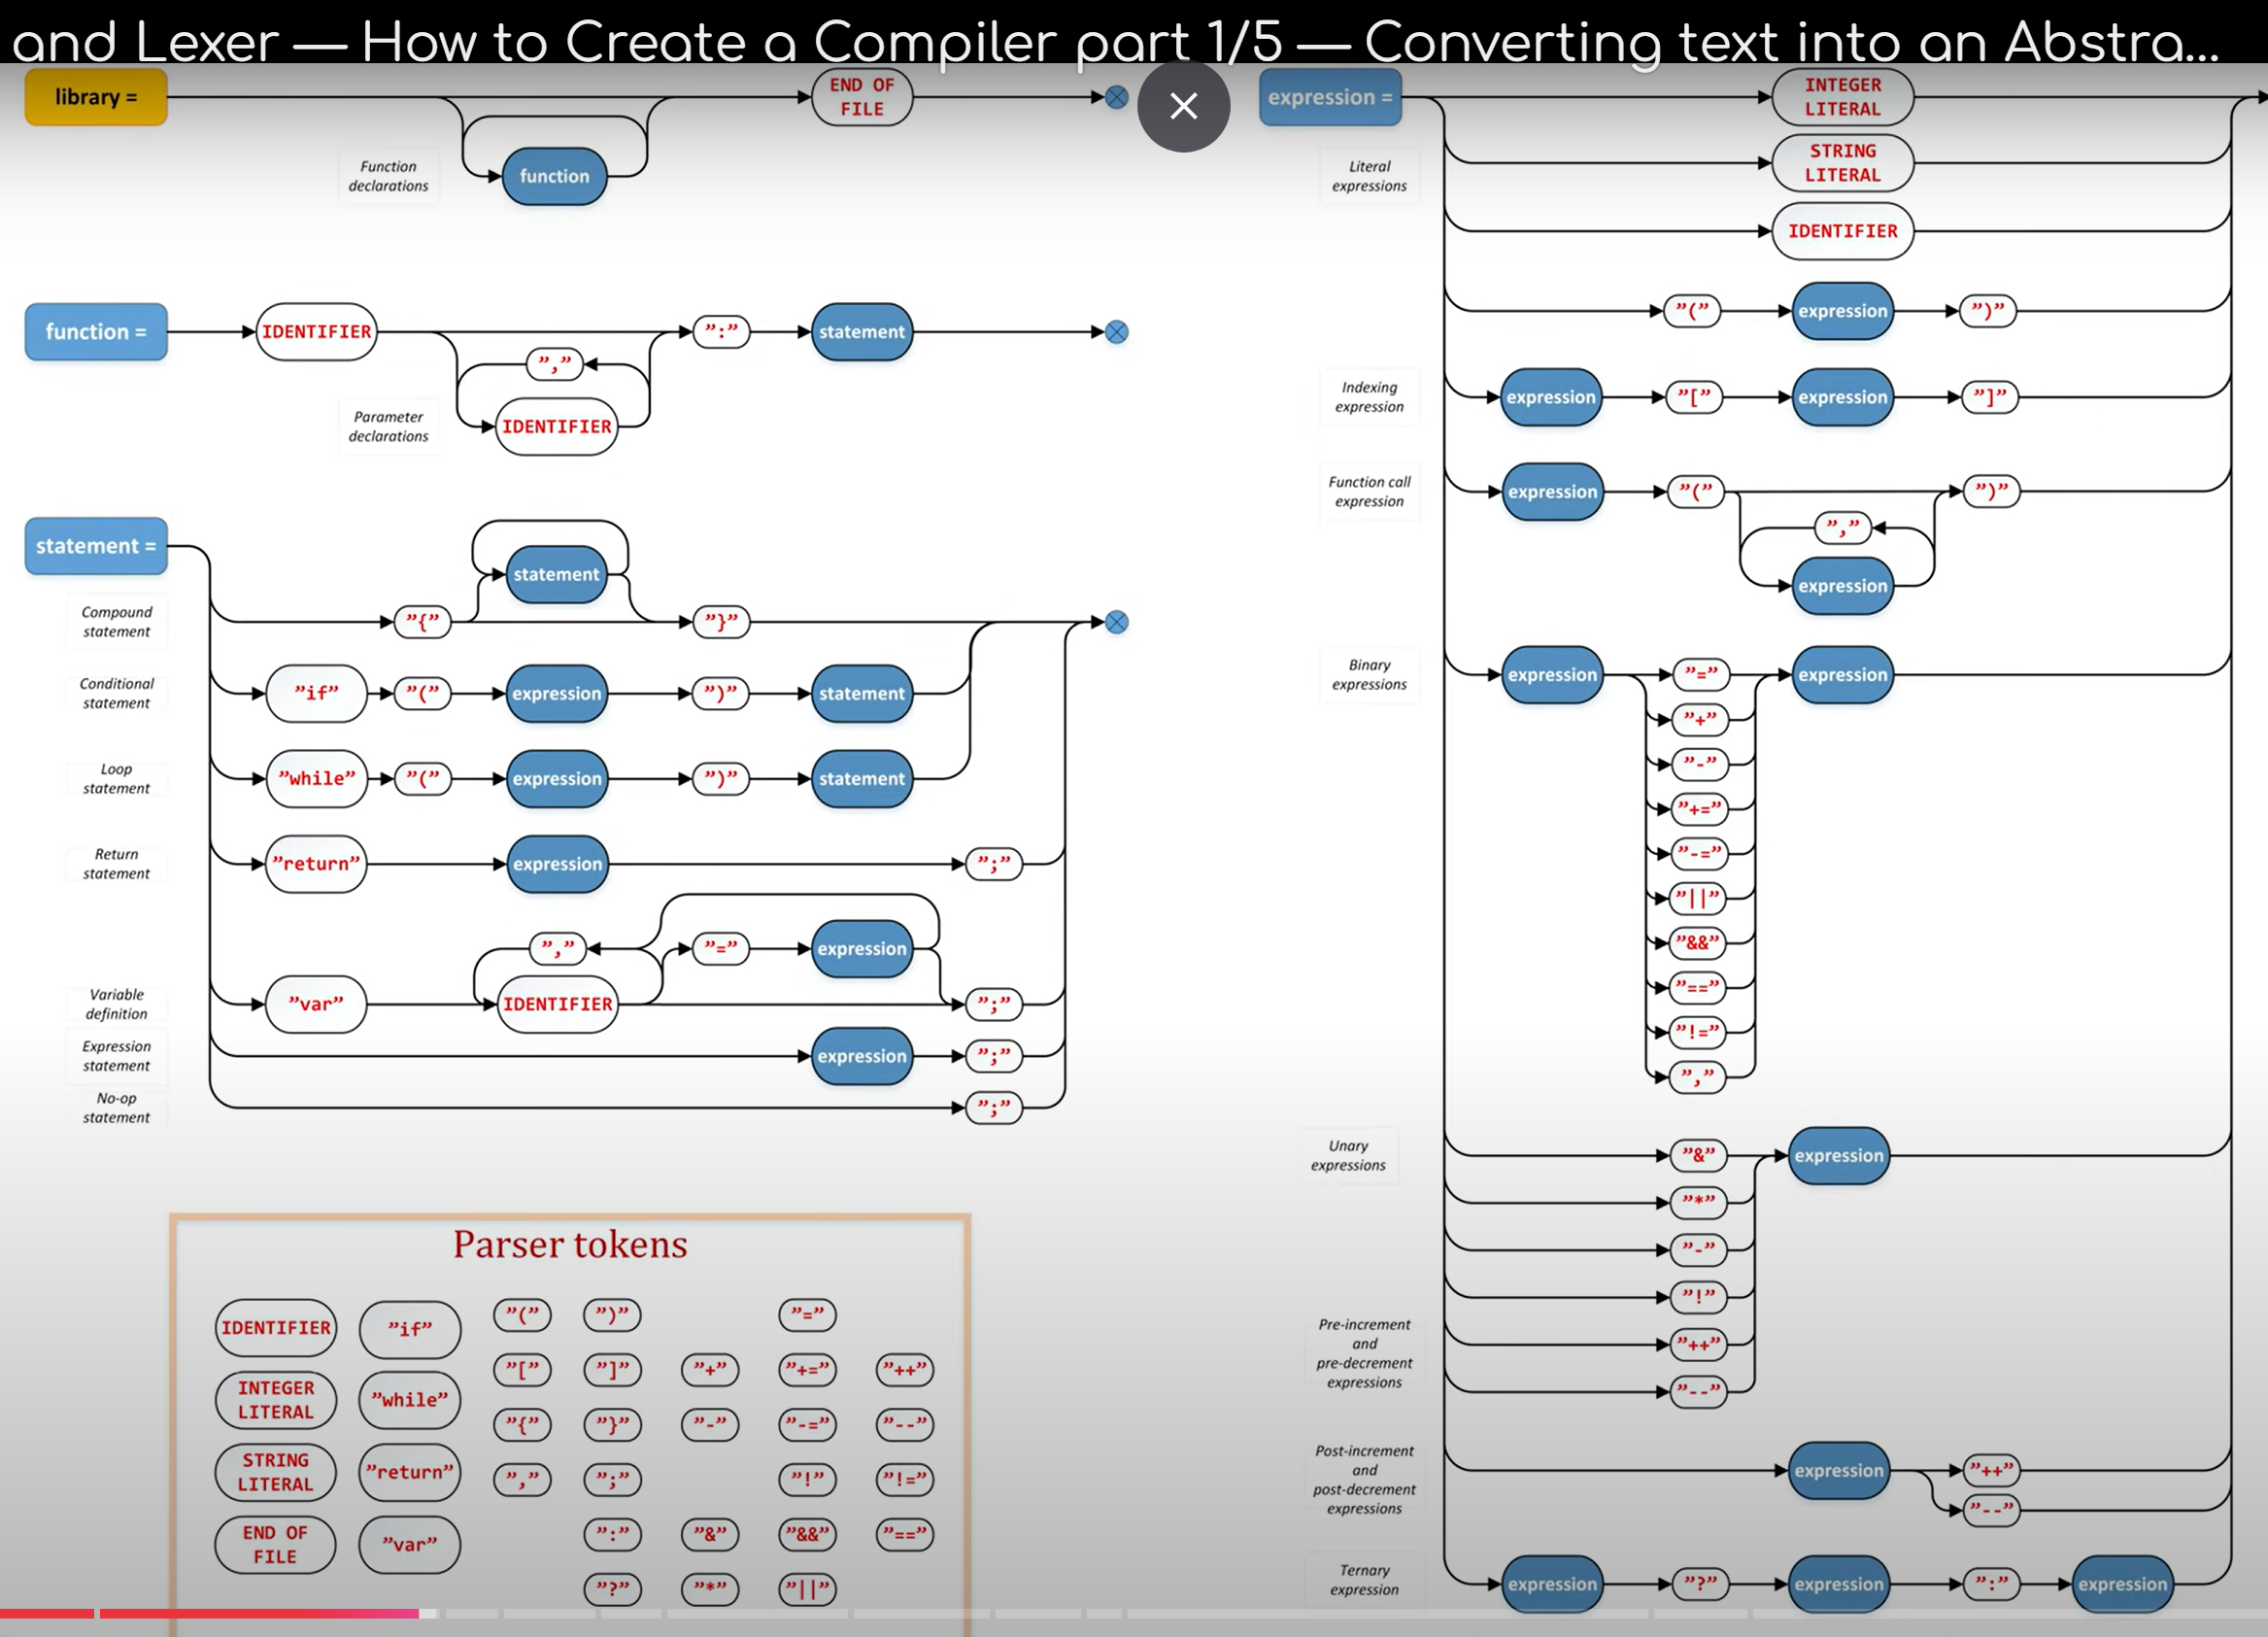 and Lexer — How to Create a Compiler part 1/5 — Converting text into an Abstra...
library =
END OF
FILE
Function
declarations
function
function =
IDENTIFIER
":"
statement
","
Parameter
declarations
IDENTIFIER
statement =
statement
Compound
statement
"{"
"}"
Conditional
statement
"if"
"("
expression
")"
statement
Loop
statement
"while"
"("
expression
")"
statement
Return
statement
"return"
expression
";"
","
"="
expression
Variable
definition
"var"
IDENTIFIER
";"
Expression
statement
expression
";"
No-op
statement
";"
Parser tokens
IDENTIFIER
"if"
"("
")"
"="
INTEGER
LITERAL
"while"
"["
"]"
"+"
"+="
"++"
"{"
"}"
"-"
"-="
"--"
STRING
LITERAL
"return"
","
";"
"!"
"!="
END OF
FILE
"var"
":"
"&"
"&&"
"=="
"?"
"*"
"||"
expression =
INTEGER
LITERAL
Literal
expressions
STRING
LITERAL
IDENTIFIER
"("
expression
")"
Indexing
expression
expression
"["
expression
"]"
Function call
expression
expression
"("
")"
","
expression
Binary
expressions
expression
"="
expression
"+"
"-"
"+="
"-="
"||"
"&&"
"=="
"!="
","
Unary
expressions
"&"
expression
"*"
"-"
"!"
Pre-increment
and
pre-decrement
expressions
"++"
"--"
Post-increment
and
post-decrement
expressions
expression
"++"
"--"
Ternary
expression
expression
"?"
expression
":"
expression